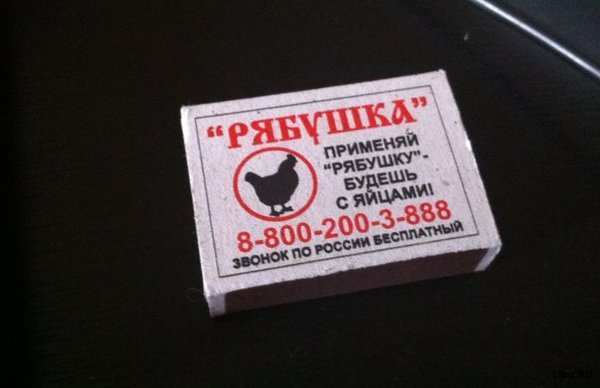 “РЯБУШКА”
ПРИМЕНЯЙ
“РЯБУШКУ”-
БУДЕШЬ
С ЯЙЦАМИ!
8-800-200-3-888
ЗВОНОК ПО РОССИИ БЕСПЛАТНЫЙ